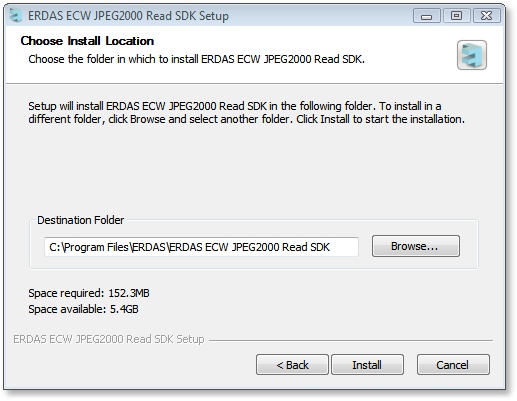 ERDAS ECW JPEG2000 Read SDK Setup
Choose Install Location
Choose the folder in which to install ERDAS ECW JPEG2000 Read SDK.
Setup will install ERDAS ECW JPEG2000 Read SDK in the following folder. To install in a
different folder, click Browse and select another folder. Click Install to start the installation.
Destination Folder
C:\Program Files\ERDAS\ERDAS ECW JPEG2000 Read SDK
Browse...
Space required: 152.3MB
Space available: 5.4GB
ERDAS ECW JPEG2000 Read SDK Setup
< Back
Install
Cancel